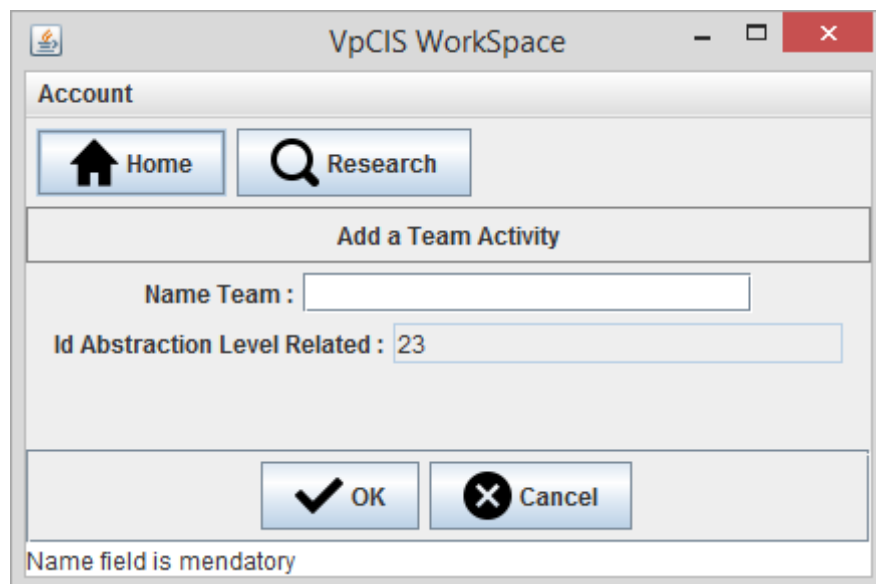 VpCIS WorkSpace
Account
Home Research
Add a Team Activity
Name Team :
Id Abstraction Level Related : 23
OK Cancel
Name field is mendatory